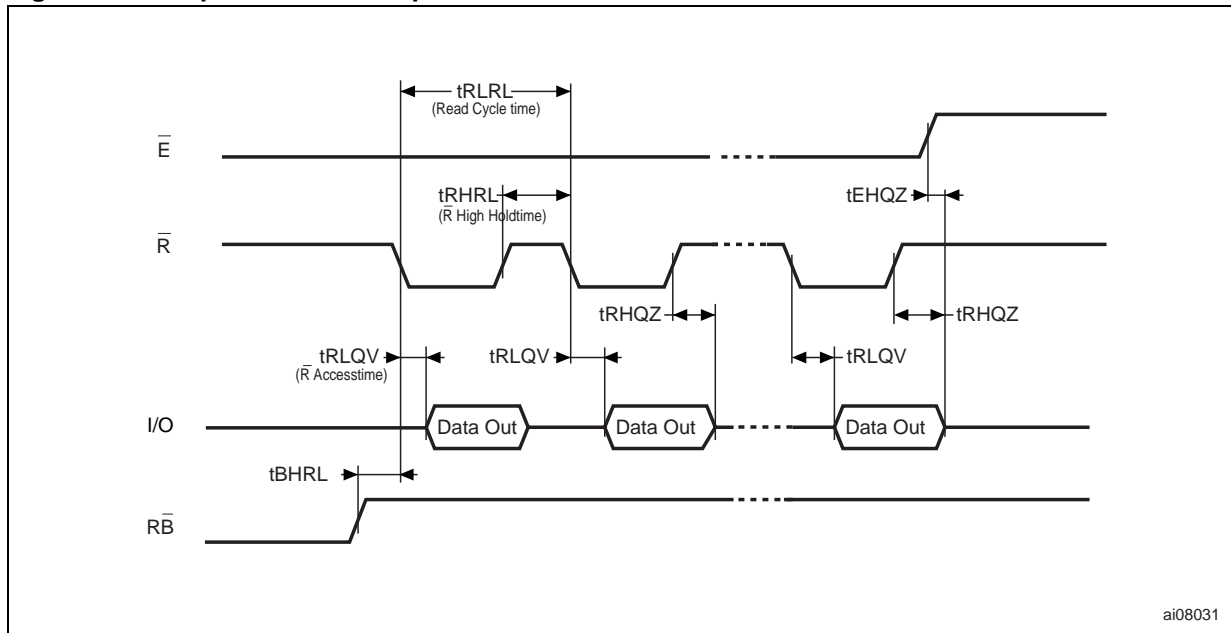 tRLRL
(Read Cycle time)
E̅
tRHRL
(R̅ High Holdtime)
tEHQZ
R̅
tRHQZ
tRHQZ
tRLQV
(R̅ Accesstime)
tRLQV
tRLQV
I/O
Data Out
Data Out
Data Out
tBHRL
RB̅
ai08031